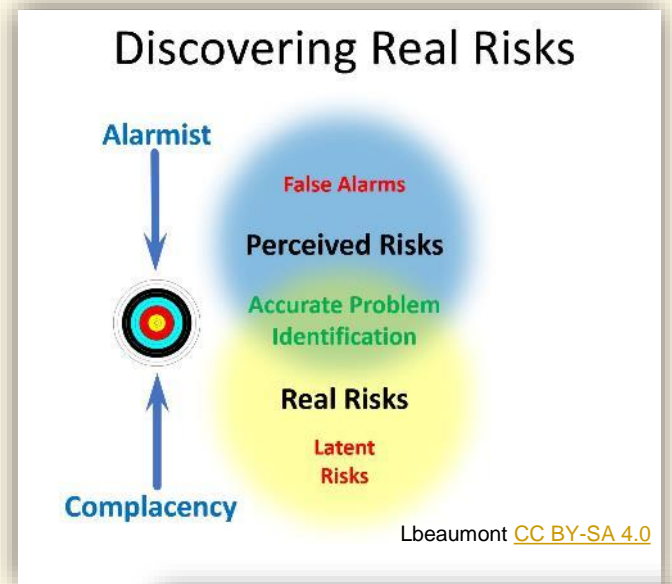 Discovering Real Risks
Alarmist
False Alarms
Perceived Risks
Accurate Problem
Identification
Real Risks
Latent
Risks
Complacency
Lbeaumont CC BY-SA 4.0